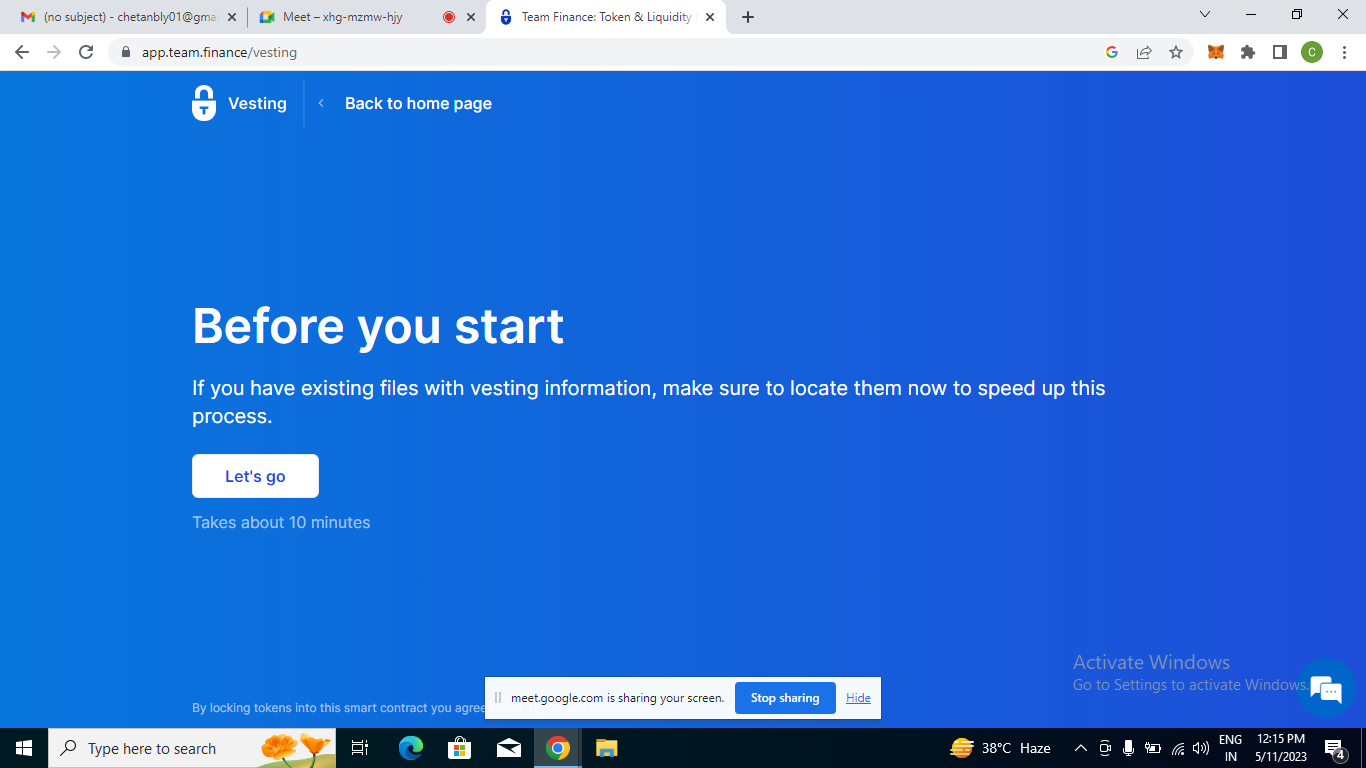 (no subject) - chetanbly01@gma
Meet – xhg-mzmw-hjy
Team Finance: Token & Liquidity
app.team.finance/vesting
C
Vesting
Back to home page
Before you start
If you have existing files with vesting information, make sure to locate them now to speed up this
process.
Let's go
Takes about 10 minutes
Activate Windows
Go to Settings to activate Windows.
By locking tokens into this smart contract you agree
meet.google.com is sharing your screen.
Stop sharing
Hide
Type here to search
38°C Haze
ENG
IN
12:15 PM
5/11/2023
4